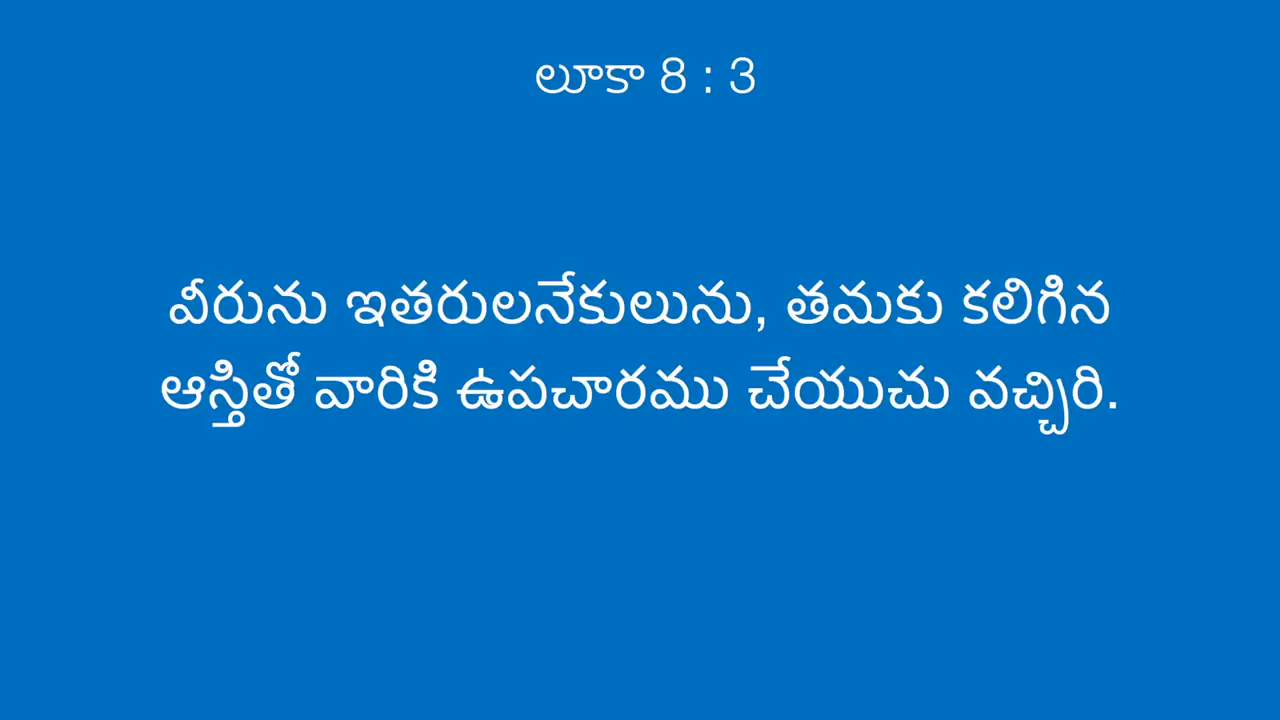 లూకా 8 : 3
వీరును ఇతరులనేకులును, తమకు కలిగిన
ఆస్తితో వారికి ఉపచారము చేయుచు వచ్చిరి.